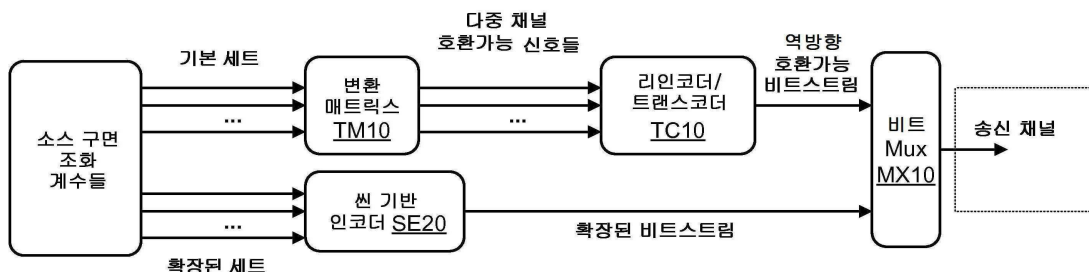 소스 구면
조화
계수들
기본 세트
...
변환
매트릭스
TM10
다중 채널
호환가능 신호들
...
리인코더/
트랜스코더
TC10
역방향
호환가능
비트스트림
비트
Mux
MX10
송신 채널
...
확장된 세트
씬 기반
인코더 SE20
확장된 비트스트림